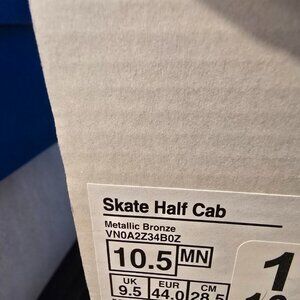 Skate Half Cab
Metallic Bronze
VN0A2Z34B0Z
10.5 MN
UK EUR CM
9.5 44.0 28.5